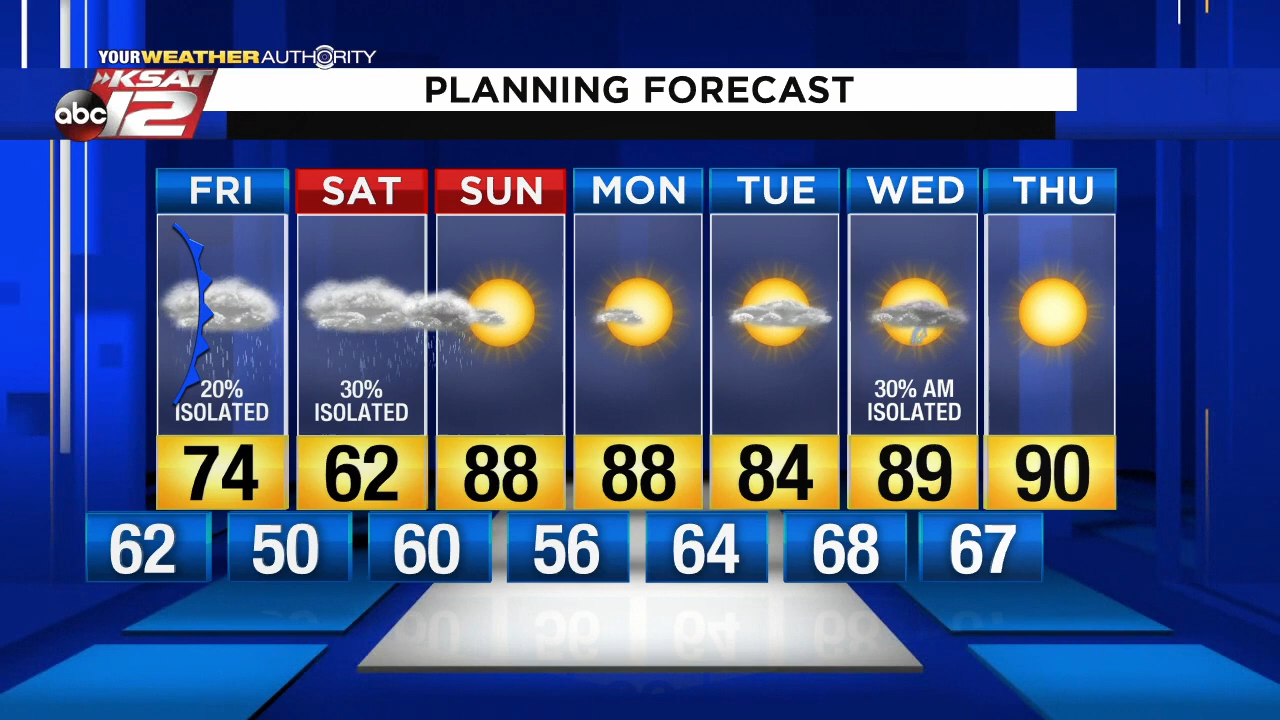 YOURWEATHERAUTHORITY
KSAT
abc 12
PLANNING FORECAST
FRI SAT SUN MON TUE WED THU
20% 30% 30% AM
ISOLATED ISOLATED ISOLATED
74 62 88 88 84 89 90
62 50 60 56 64 68 67